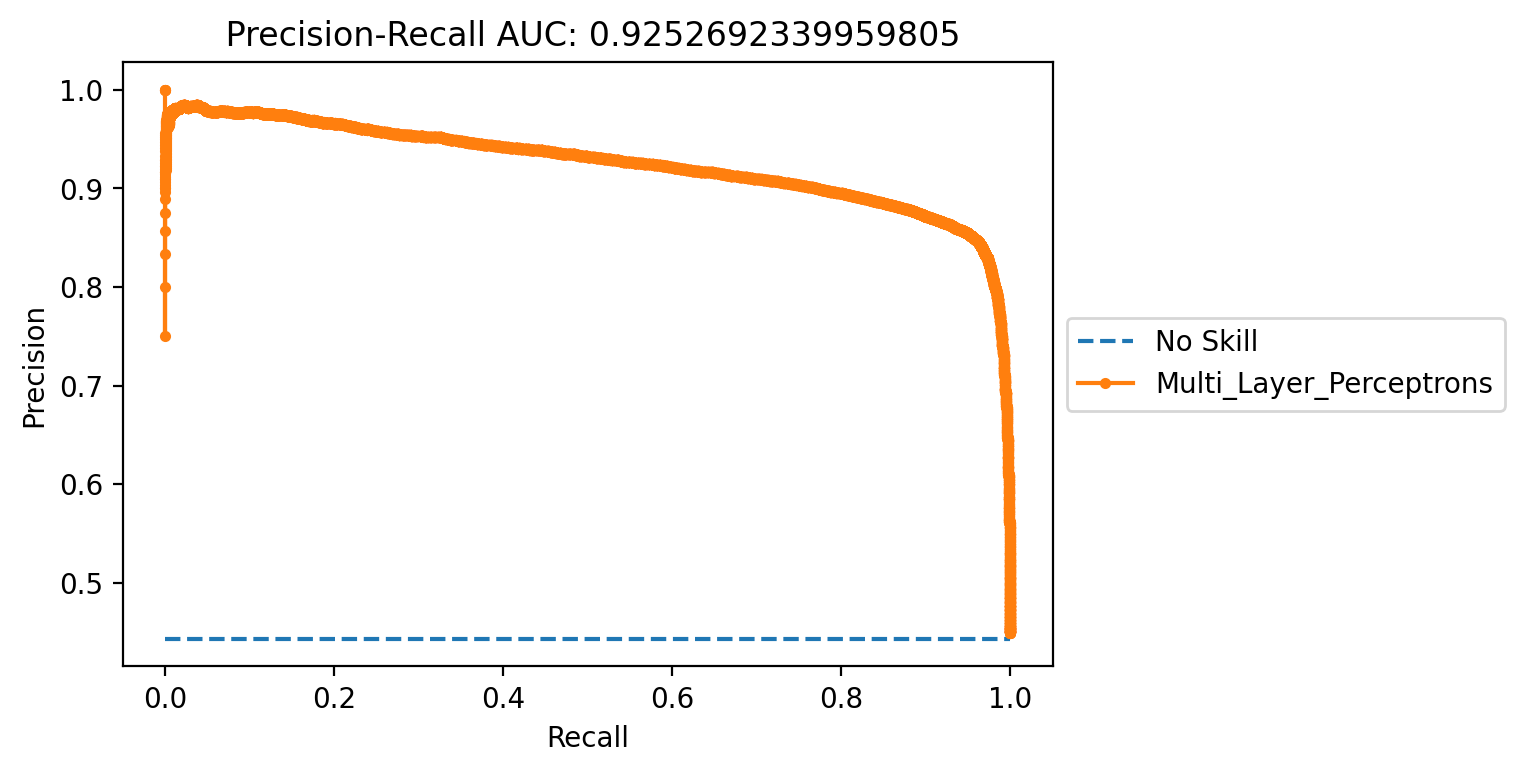 Precision-Recall AUC: 0.9252692339959805
1.0
0.9
0.8
0.7
0.6
0.5
Precision
0.0 0.2 0.4 0.6 0.8 1.0
Recall
No Skill
Multi_Layer_Perceptrons